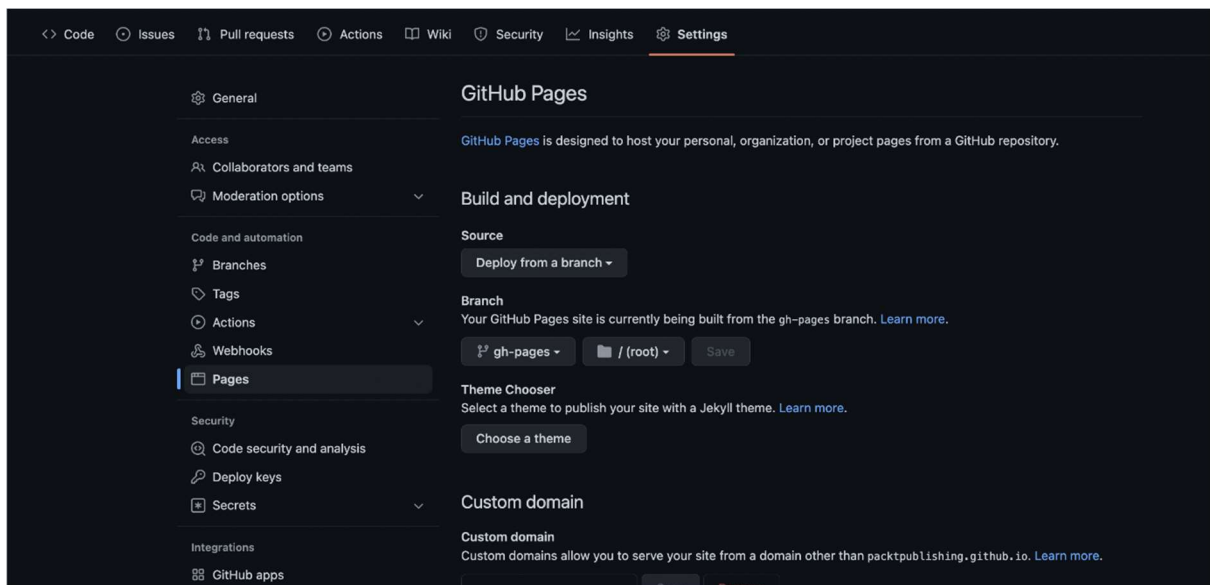 Code Issues Pull requests Actions Wiki Security Insights Settings
General
Access
Collaborators and teams
Moderation options
Code and automation
Branches
Tags
Actions
Webhooks
Pages
Security
Code security and analysis
Deploy keys
Secrets
Integrations
GitHub apps
GitHub Pages
GitHub Pages is designed to host your personal, organization, or project pages from a GitHub repository.
Build and deployment
Source
Deploy from a branch
Branch
Your GitHub Pages site is currently being built from the gh-pages branch. Learn more.
gh-pages / (root) Save
Theme Chooser
Select a theme to publish your site with a Jekyll theme. Learn more.
Choose a theme
Custom domain
Custom domain
Custom domains allow you to serve your site from a domain other than packtpublishing.github.io. Learn more.